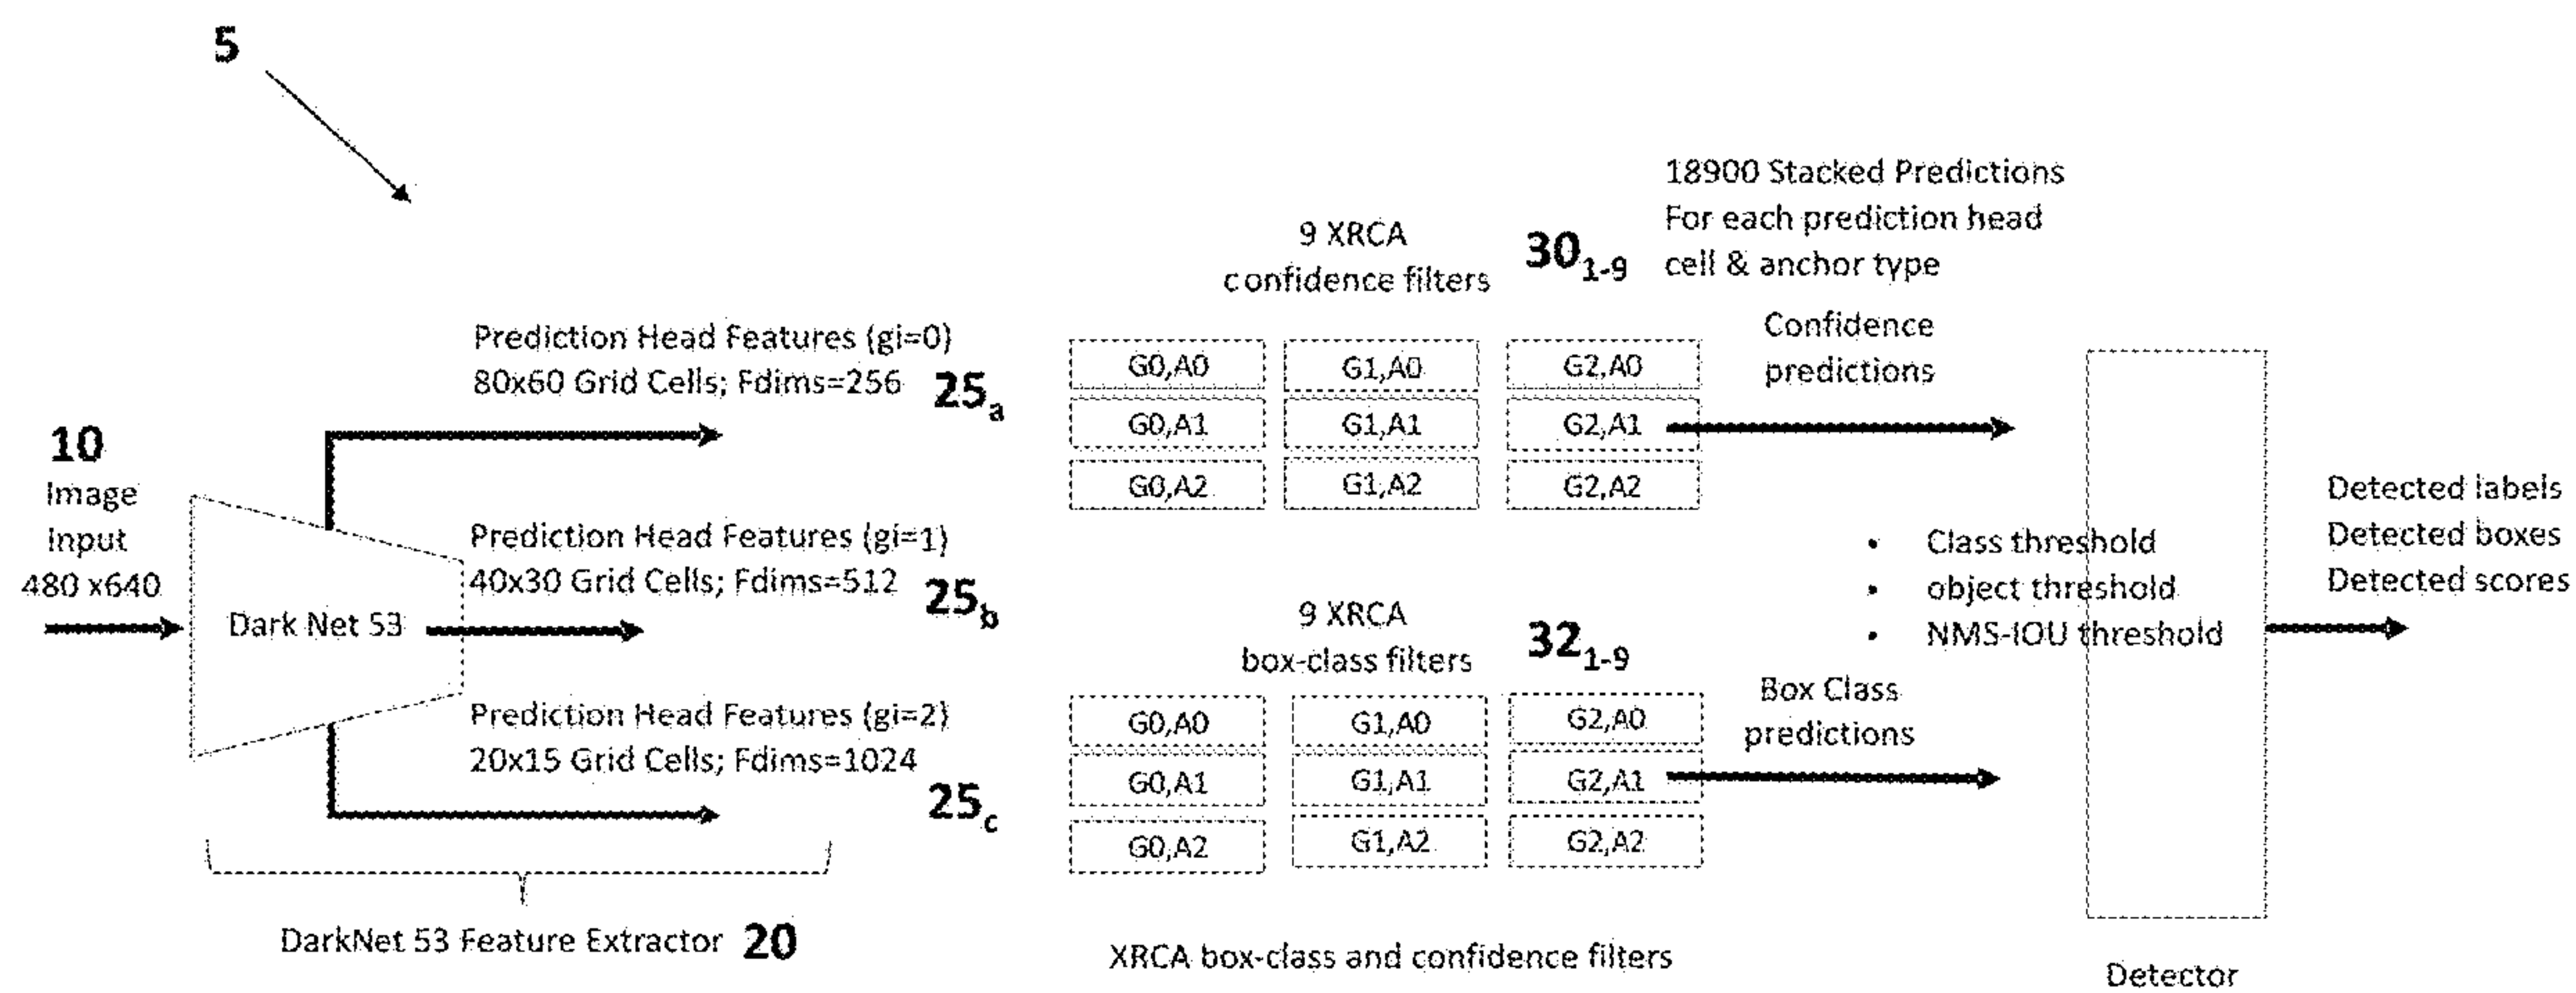 5
18900 Stacked Predictions
For each prediction head
cell & anchor type
9 XRCA
confidence filters
30 1-9
Prediction Head Features (gi=0)
80x60 Grid Cells; Fdims=256
25a
Confidence
predictions
G0,A0
G1,A0
G2,A0
G0,A1
G1,A1
G2,A1
G0,A2
G1,A2
G2,A2
10
Image
Input
480 x640
Dark Net 53
Prediction Head Features (gi=1)
40x30 Grid Cells; Fdims=512
25b
• Class threshold
• object threshold
• NMS-IOU threshold
Detected labels
Detected boxes
Detected scores
9 XRCA
box-class filters
32 1-9
Prediction Head Features (gi=2)
20x15 Grid Cells; Fdims=1024
25c
Box Class
predictions
G0,A0
G1,A0
G2,A0
G0,A1
G1,A1
G2,A1
G0,A2
G1,A2
G2,A2
DarkNet 53 Feature Extractor 20
XRCA box-class and confidence filters
Detector